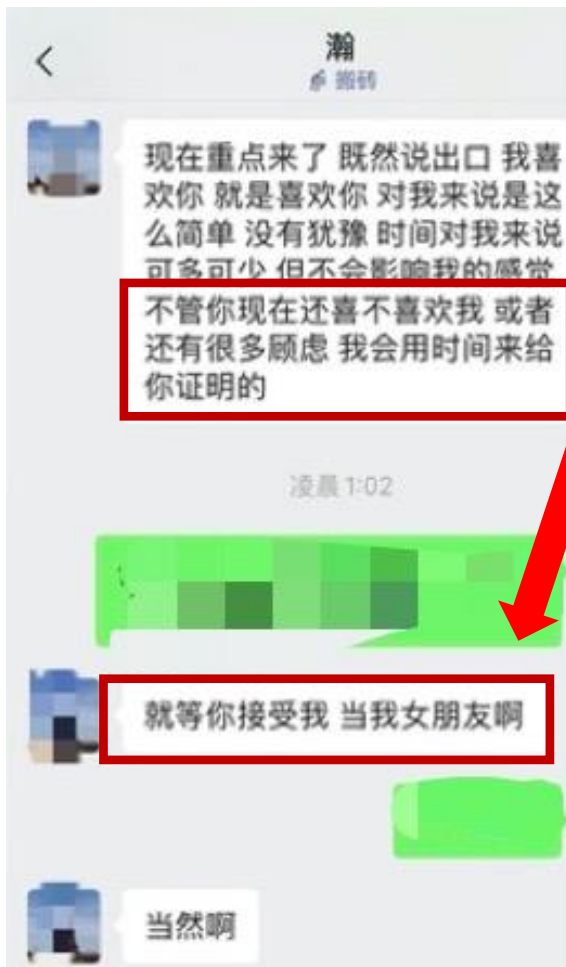 瀚
搬砖
现在重点来了 既然说出口 我喜
欢你 就是喜欢你 对我来说是这
么简单 没有犹豫 时间对我来说
可多可少 但不会影响我的感觉
不管你现在还喜不喜欢我 或者
还有很多顾虑 我会用时间来给
你证明的
凌晨 1:02
就等你接受我 当我女朋友啊
当然啊